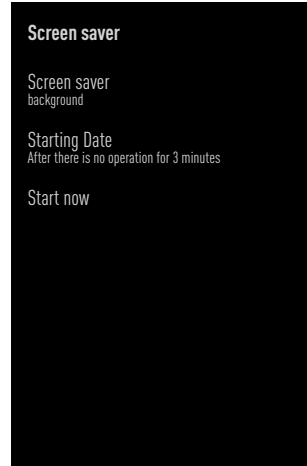 Screen saver
Screen saver
background
Starting Date
After there is no operation for 3 minutes
Start now